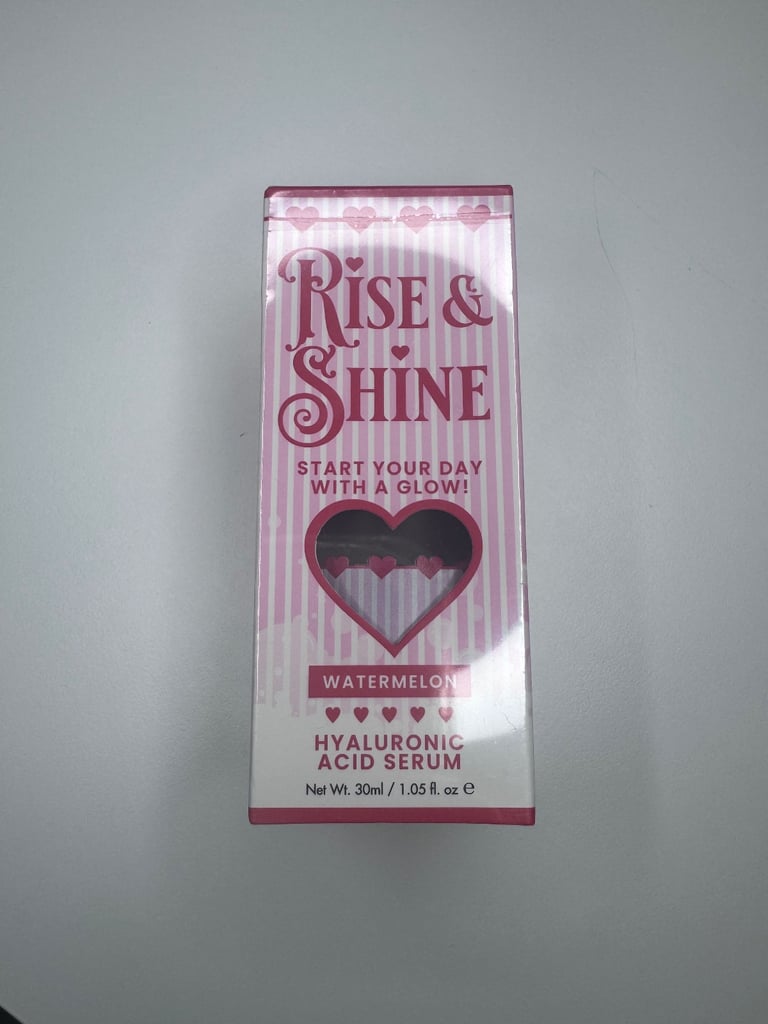 RISE &
SHINE
START YOUR DAY
WITH A GLOW!
WATERMELON
HYALURONIC
ACID SERUM
Net Wt. 30ml / 1.05 fl. oz ℮